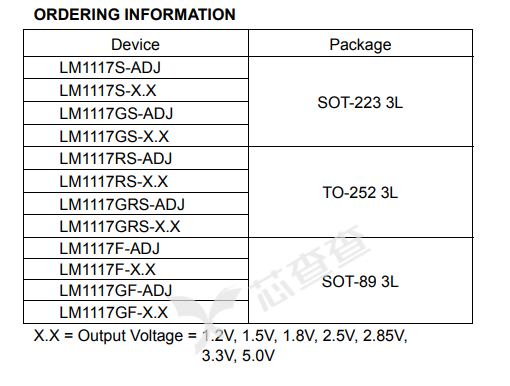 ORDERING INFORMATION
Device Package
LM1117S-ADJ
LM1117S-X.X
LM1117GS-ADJ
LM1117GS-X.X
SOT-223 3L
LM1117RS-ADJ
LM1117RS-X.X
LM1117GRS-ADJ
LM1117GRS-X.X
TO-252 3L
LM1117F-ADJ
LM1117F-X.X
LM1117GF-ADJ
LM1117GF-X.X
SOT-89 3L
芯查查
X.X = Output Voltage = 1.2V, 1.5V, 1.8V, 2.5V, 2.85V,
3.3V, 5.0V